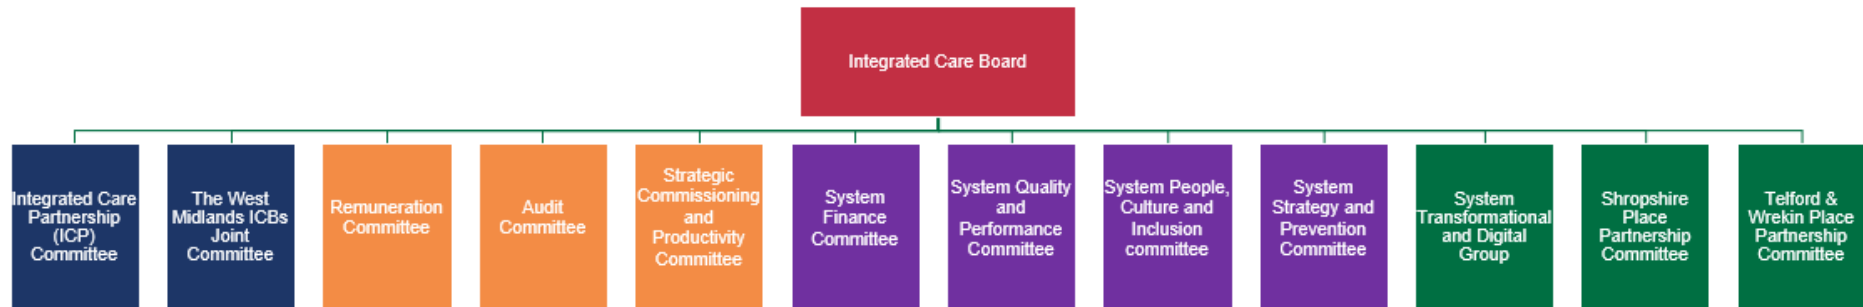 Integrated Care Board
Integrated Care
Partnership
(ICP)
Committee
The West
Midlands ICBs
Joint
Committee
Remuneration
Committee
Audit
Committee
Strategic
Commissioning
and
Productivity
Committee
System
Finance
Committee
System Quality
and
Performance
Committee
System People,
Culture and
Inclusion
committee
System
Strategy and
Prevention
Committee
System
Transformational
and Digital
Group
Shropshire
Place
Partnership
Committee
Telford &
Wrekin Place
Partnership
Committee